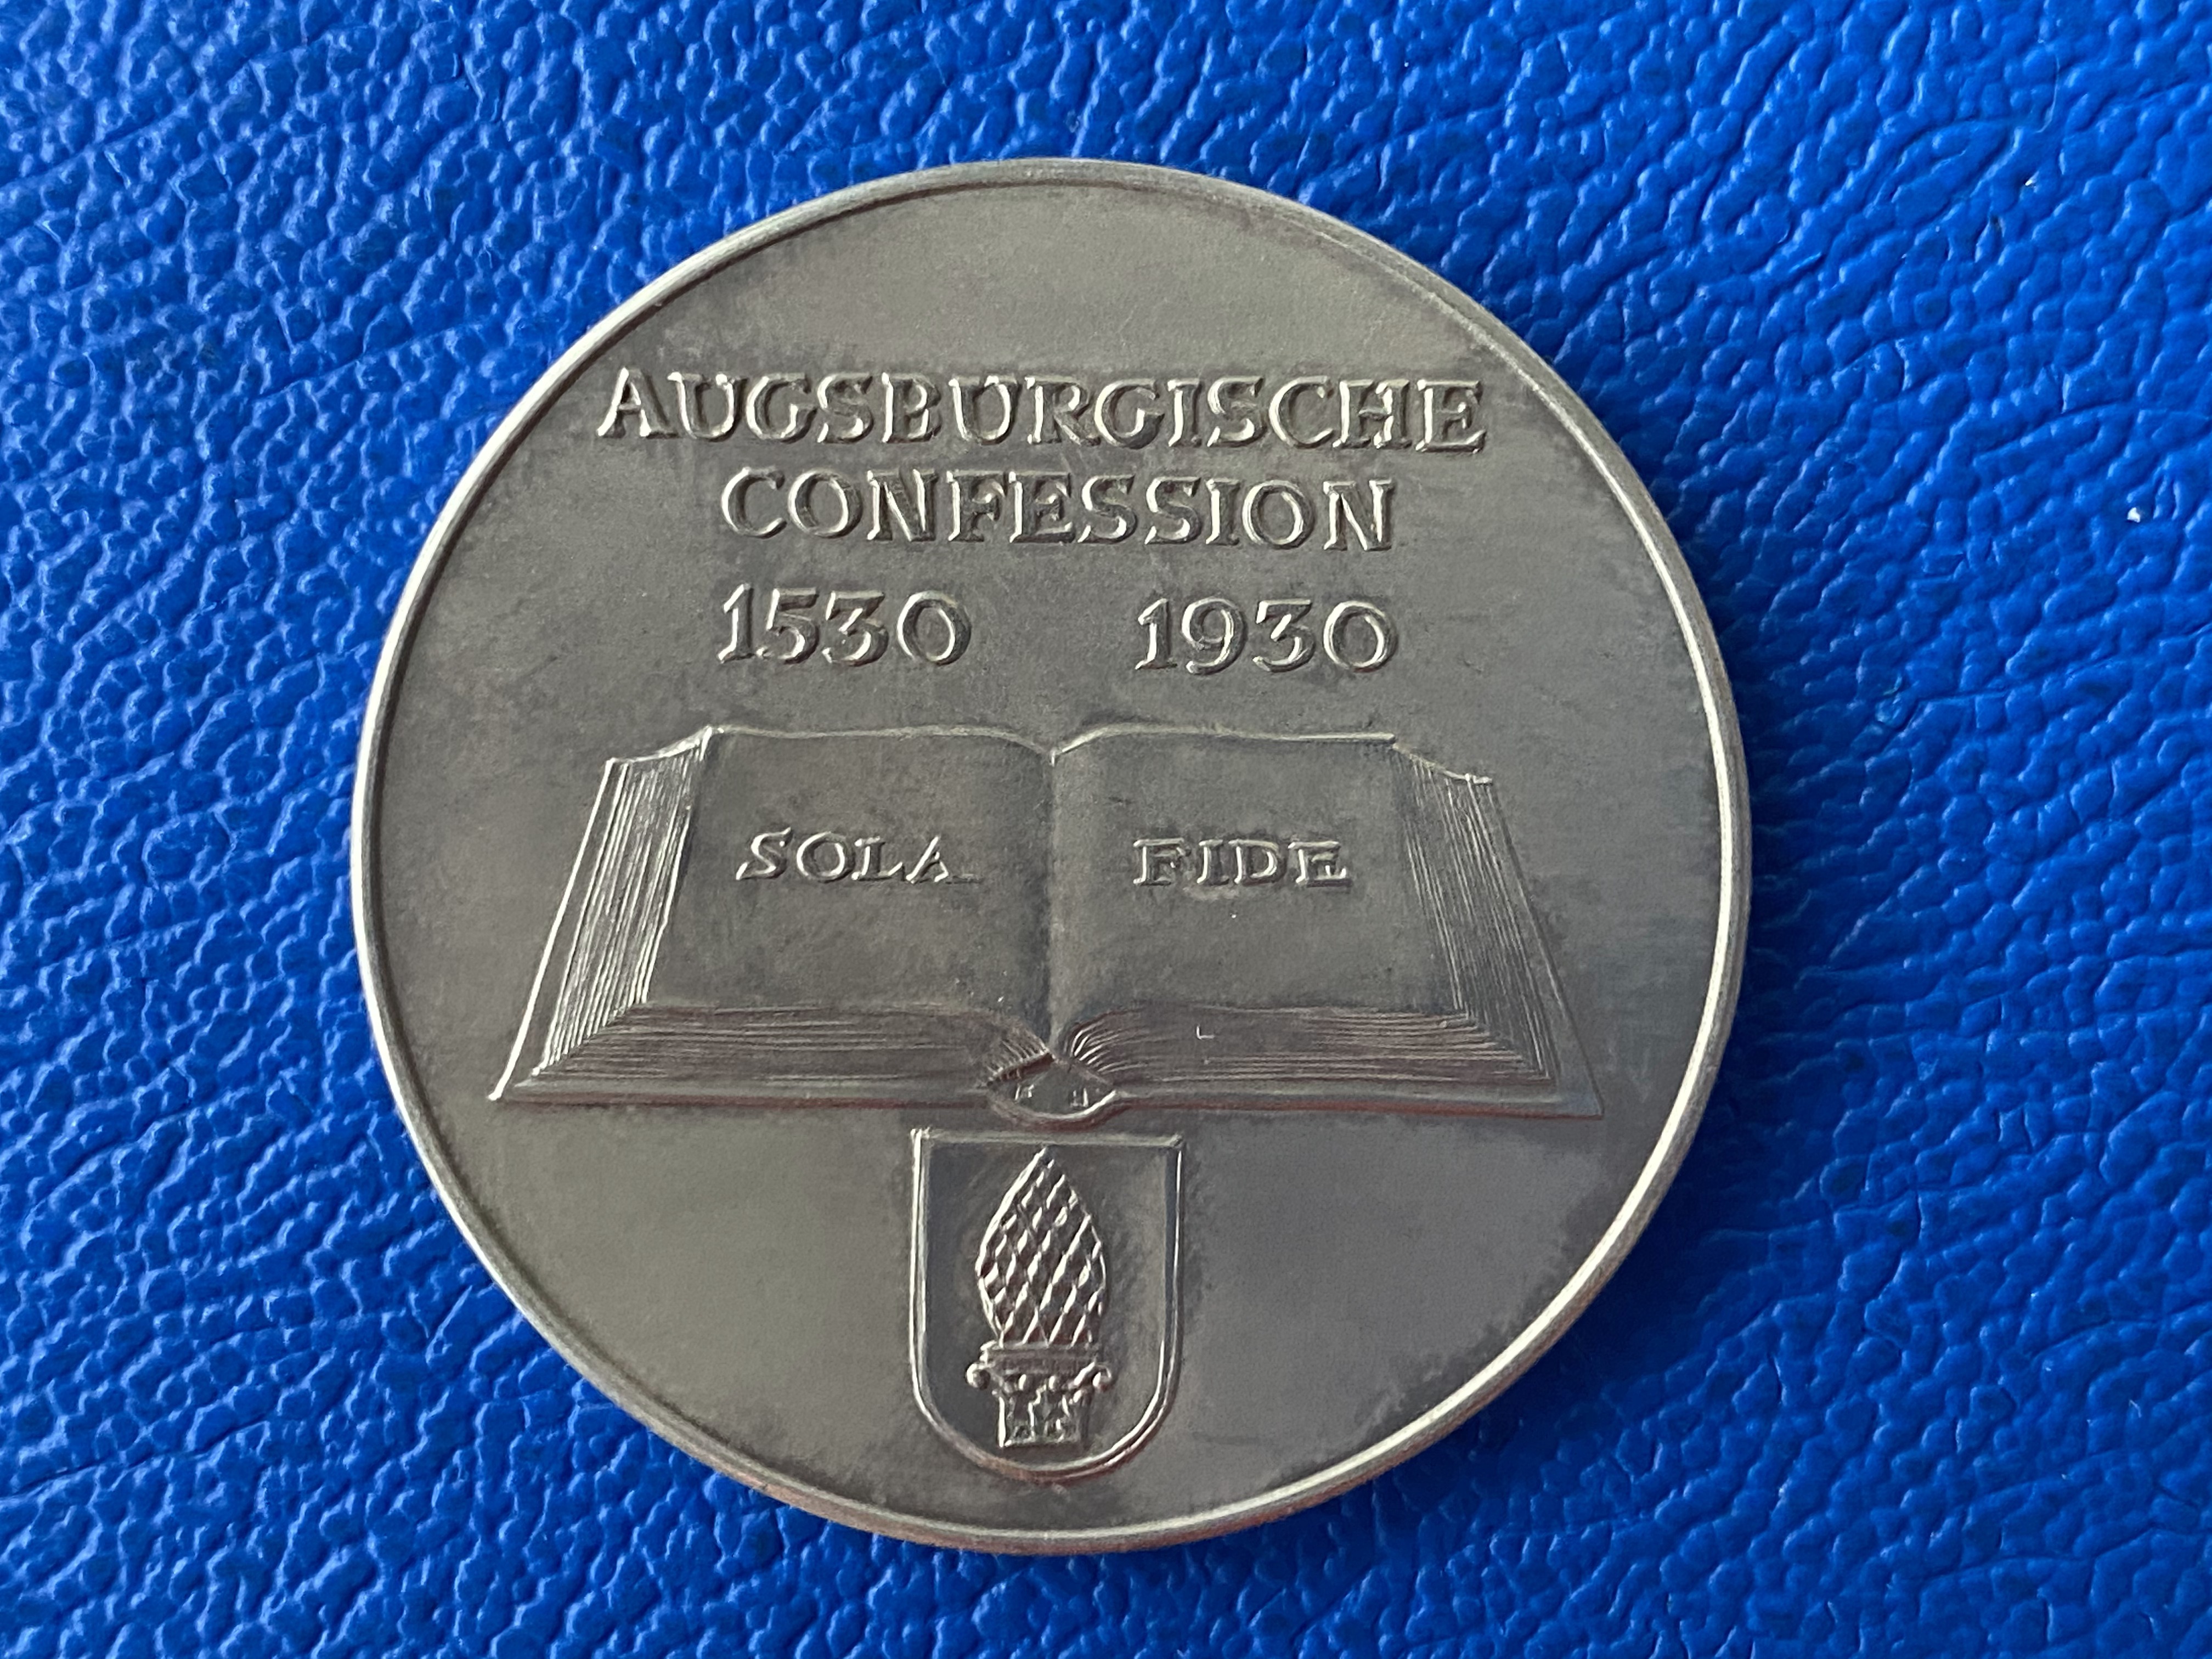 AUGSBURGISCHE
CONFESSION
1530 1930
SOLA FIDE